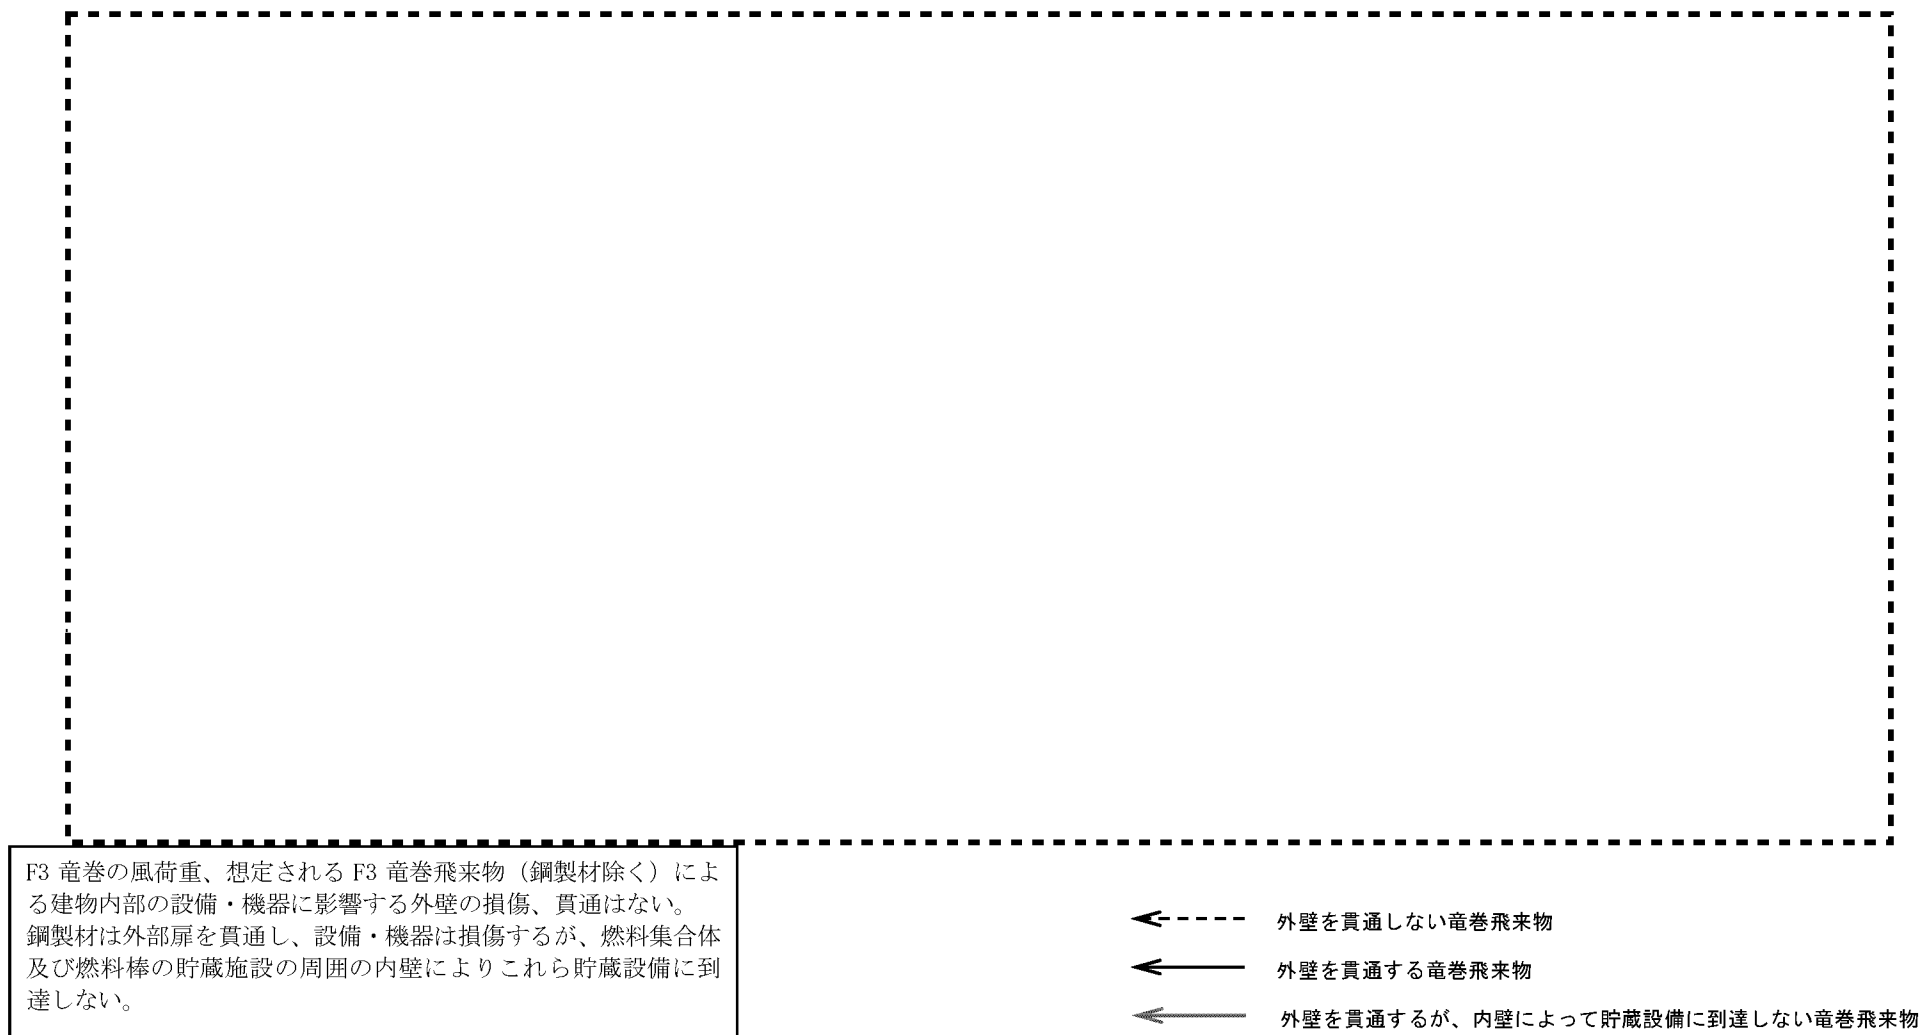 F3 竜巻の風荷重、想定される F3 竜巻飛来物（鋼製材除く）によ
る建物内部の設備・機器に影響する外壁の損傷、貫通はない。
鋼製材は外部扉を貫通し、設備・機器は損傷するが、燃料集合体
及び燃料棒の貯蔵施設の周囲の内壁によりこれら貯蔵設備に到
達しない。
外壁を貫通しない竜巻飛来物
外壁を貫通する竜巻飛来物
外壁を貫通するが、内壁によって貯蔵設備に到達しない竜巻飛来物